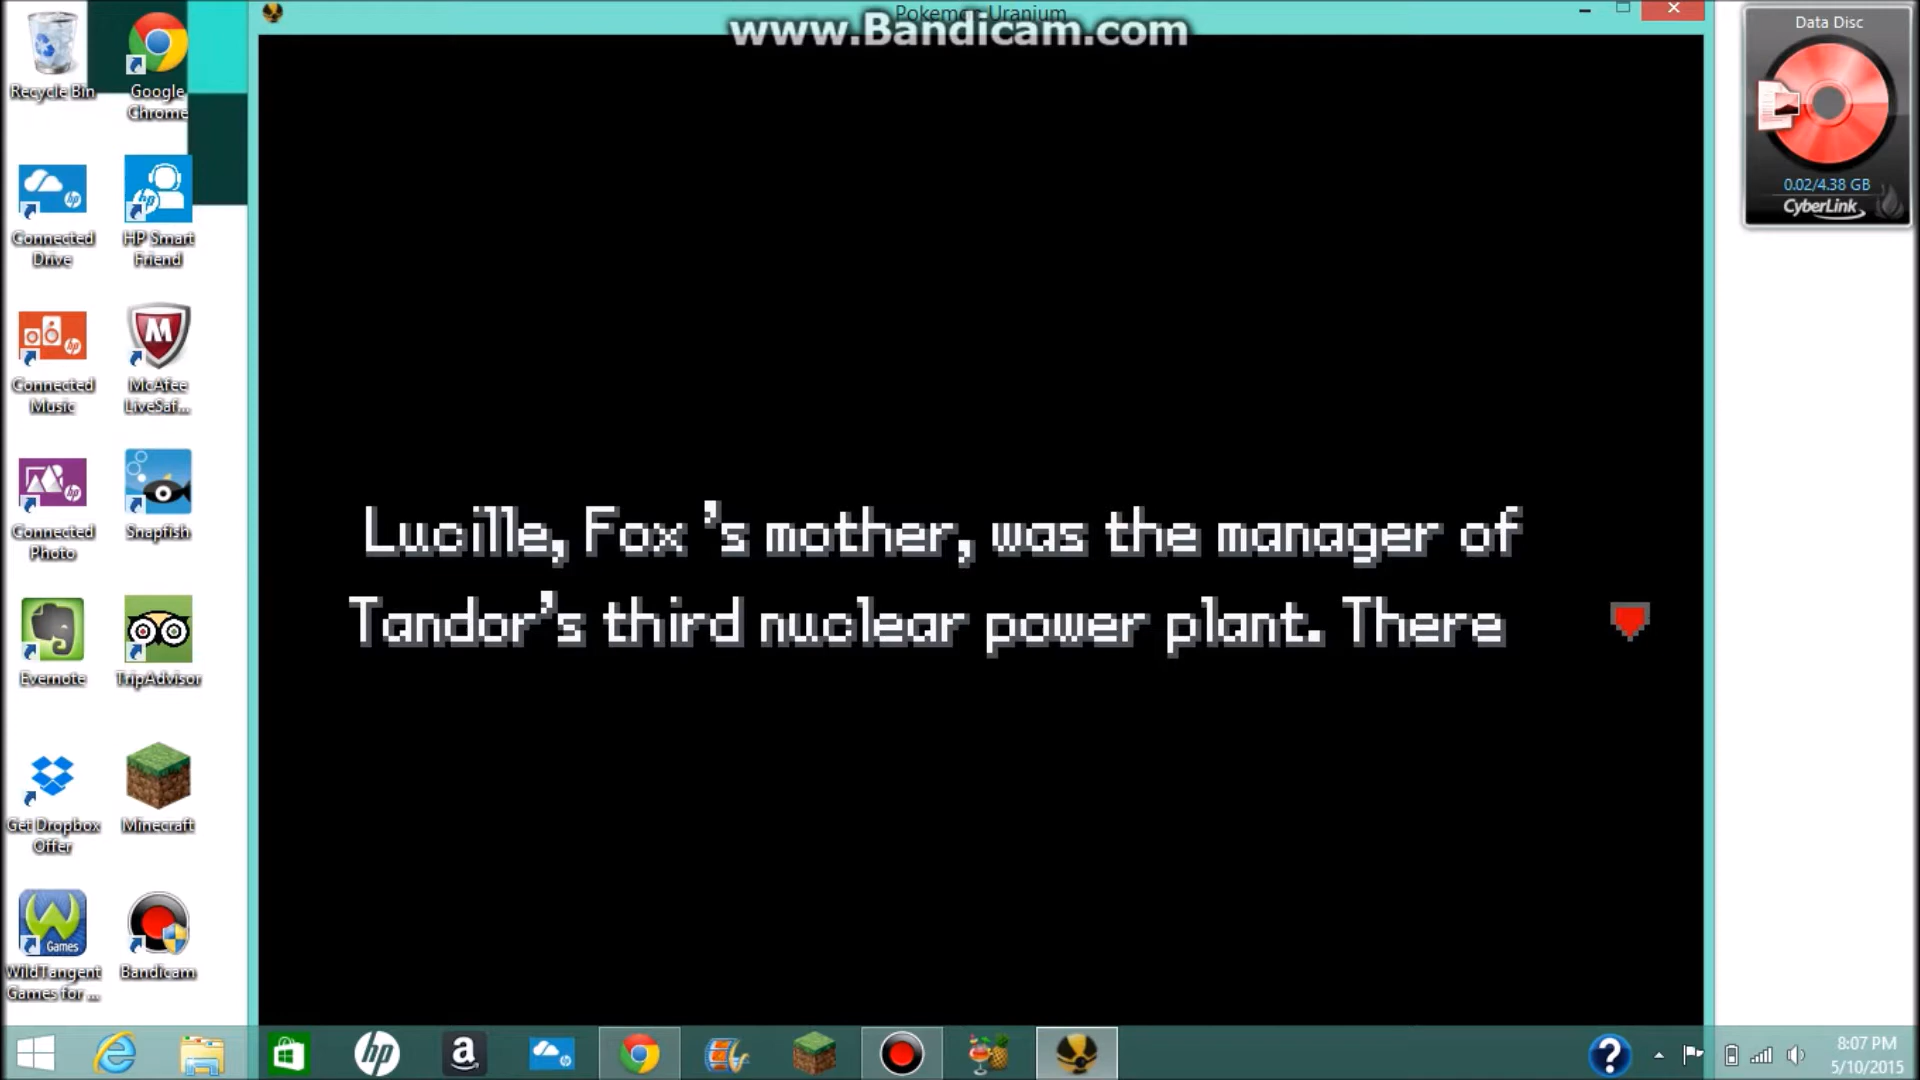 Pokemon Uranium
www.Bandicam.com
Data Disc
0.02/4.38 GB
CyberLink
Recycle Bin
Google
Chrome
Connected
Drive
HP Smart
Friend
Connected
Music
McAfee
LiveSaf...
Connected
Photo
Snapfish
Evernote
TripAdvisor
Get Dropbox
Offer
Minecraft
Games
WildTangent
Games for ...
Bandicam
Lucille, Fox 's mother, was the manager of
Tandor's third nuclear power plant. There
8:07 PM
5/10/2015